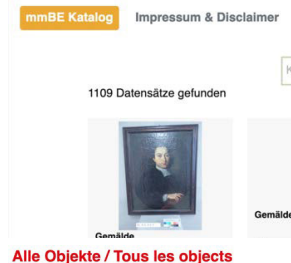 mmBE Katalog Impressum & Disclaimer
K
1109 Datensätze gefunden
Gemälde
Gemälde
Alle Objekte / Tous les objects